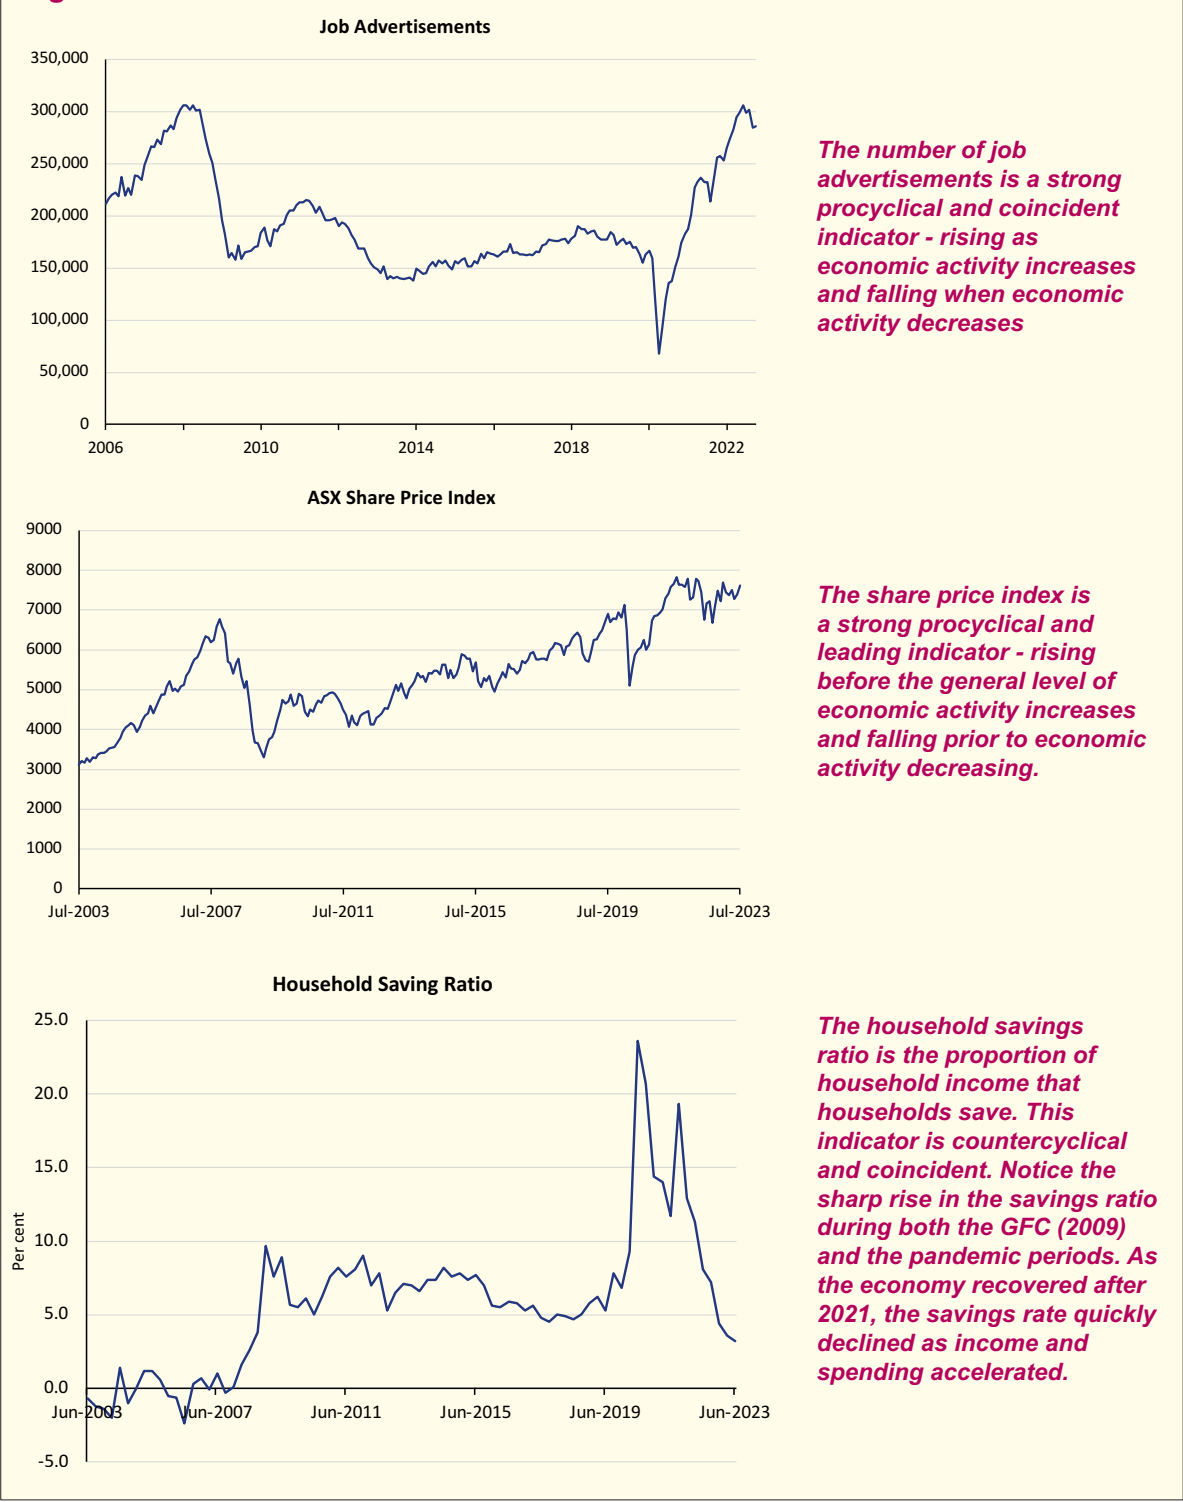 Job Advertisements
350,000
300,000
250,000
200,000
150,000
100,000
50,000
0
2006
2010
2014
2018
2022
The number of job
advertisements is a strong
procyclical and coincident
indicator - rising as
economic activity increases
and falling when economic
activity decreases
ASX Share Price Index
9000
8000
7000
6000
5000
4000
3000
2000
1000
0
Jul-2003
Jul-2007
Jul-2011
Jul-2015
Jul-2019
Jul-2023
The share price index is
a strong procyclical and
leading indicator - rising
before the general level of
economic activity increases
and falling prior to economic
activity decreasing.
Household Saving Ratio
Per cent
25.0
20.0
15.0
10.0
5.0
0.0
-5.0
Jun-2003
Jun-2007
Jun-2011
Jun-2015
Jun-2019
Jun-2023
The household savings
ratio is the proportion of
household income that
households save. This
indicator is countercyclical
and coincident. Notice the
sharp rise in the savings ratio
during both the GFC (2009)
and the pandemic periods. As
the economy recovered after
2021, the savings rate quickly
declined as income and
spending accelerated.